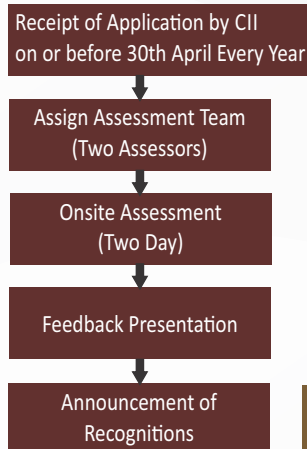 Receipt of Application by CII
on or before 30th April Every Year
Assign Assessment Team
(Two Assessors)
Onsite Assessment
(Two Day)
Feedback Presentation
Announcement of
Recognitions